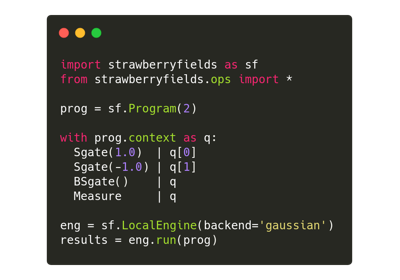 import strawberryfields as sf
from strawberryfields.ops import *
prog = sf.Program(2)
with prog.context as q:
  Sgate(1.0)  | q[0]
  Sgate(-1.0) | q[1]
  BSgate()    | q
  Measure     | q
eng = sf.LocalEngine(backend='gaussian')
results = eng.run(prog)